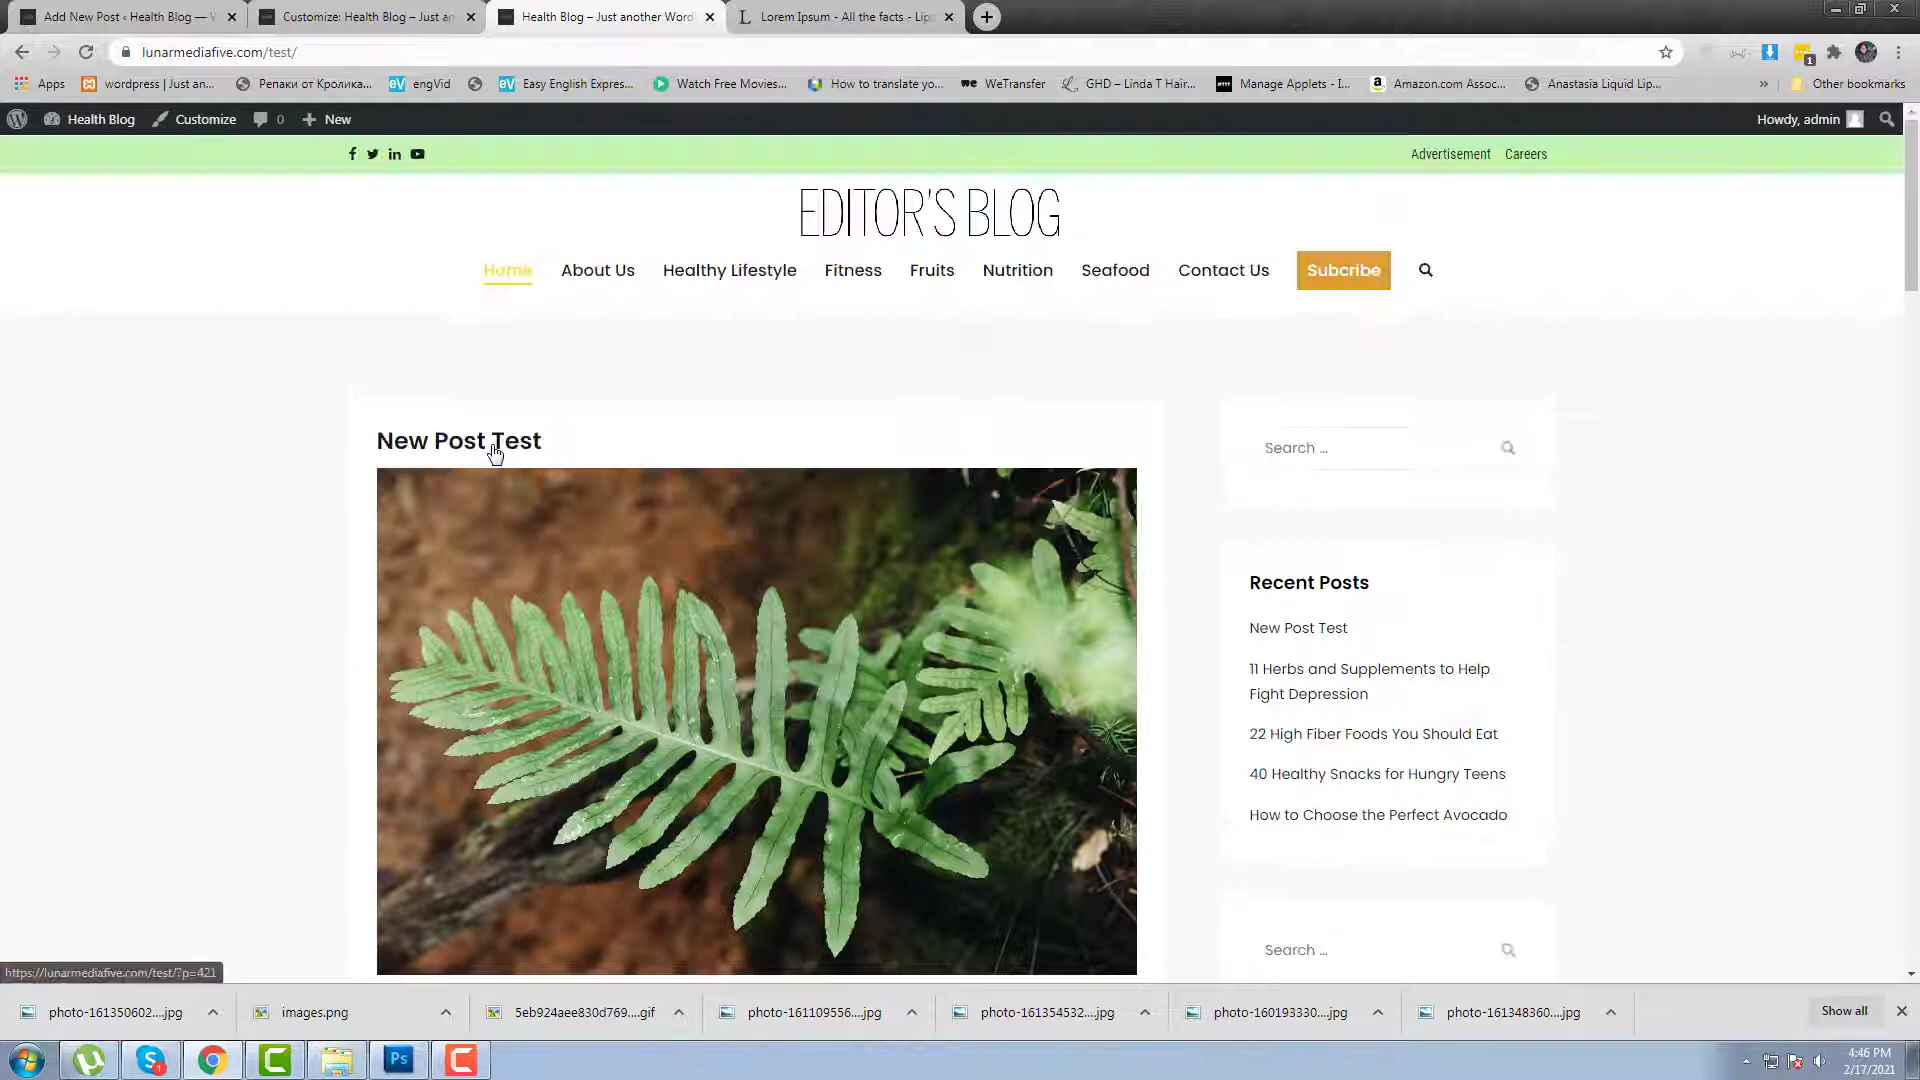 Add New Post ‹ Health Blog —
Customize: Health Blog – Just an
Health Blog – Just another Word
Lorem Ipsum - All the facts - Lip
lunarmediafive.com/test/
Apps
wordpress | Just an...
Репаки от Кролика...
engVid
Easy English Expres...
Watch Free Movies...
How to translate yo...
WeTransfer
GHD – Linda T Hair...
Manage Applets - I...
Amazon.com Assoc...
Anastasia Liquid Lip...
»
Other bookmarks
Health Blog
Customize
0
New
Howdy, admin
Advertisement
Careers
EDITOR'S BLOG
Home
About Us
Healthy Lifestyle
Fitness
Fruits
Nutrition
Seafood
Contact Us
Subcribe
New Post Test
Search ...
Recent Posts
New Post Test
11 Herbs and Supplements to Help
Fight Depression
22 High Fiber Foods You Should Eat
40 Healthy Snacks for Hungry Teens
How to Choose the Perfect Avocado
Search ...
https://lunarmediafive.com/test/?p=421
photo-161350602....jpg
images.png
5eb924aee830d769....gif
photo-161109556....jpg
photo-161354532....jpg
photo-160193330....jpg
photo-161348360....jpg
Show all
Ps
4:46 PM
2/17/2021